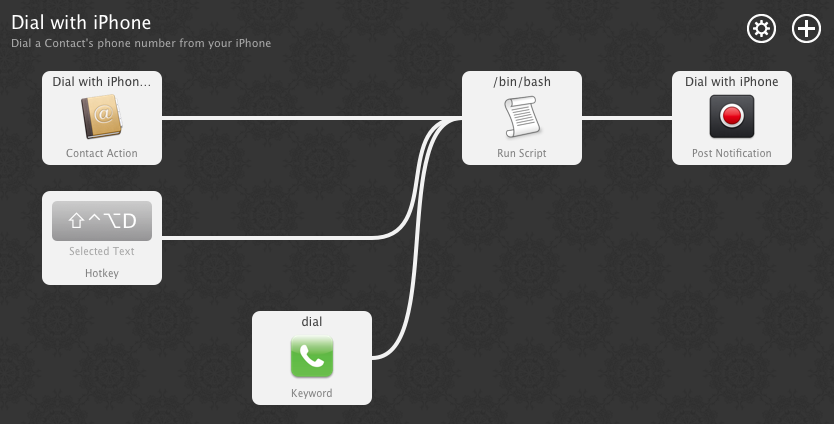 Dial with iPhone
Dial a Contact's phone number from your iPhone
Dial with iPhon...
@
Contact Action
/bin/bash
Run Script
Dial with iPhone
Post Notification
⇧^⌥D
Selected Text
Hotkey
dial
Keyword